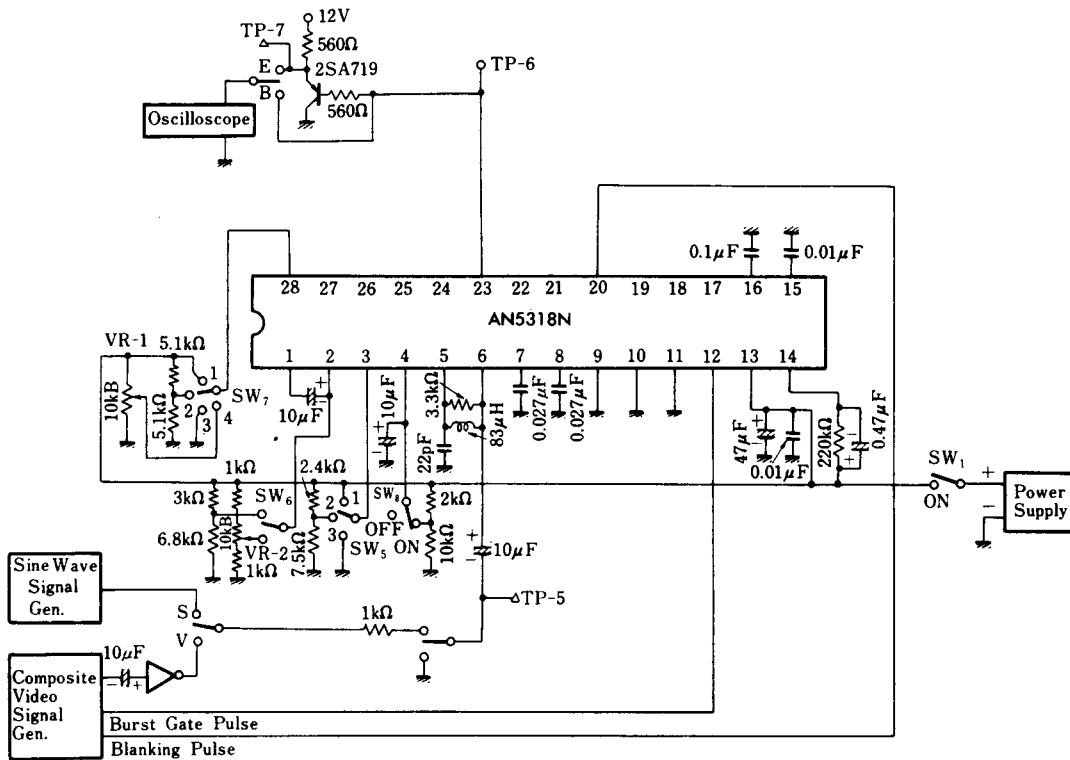 12V
TP-7
560Ω
E
2SA719
TP-6
B
560Ω
Oscilloscope
0.1μF
0.01μF
28 27 26 25 24 23 22 21 20 19 18 17 16 15
AN5318N
1 2 3 4 5 6 7 8 9 10 11 12 13 14
VR-1
5.1kΩ
10kB
1
2
3
4
SW7
5.1kΩ
10μF
+
-
10μF
+
-
3.3kΩ
22pF
83μH
0.027μF
0.027μF
47μF
+
-
0.01μF
220kΩ
-
+
0.47μF
SW1
ON
+
-
Power
Supply
1kΩ
3kΩ
6.8kΩ
10kB
SW6
VR-2
1kΩ
2.4kΩ
7.5kΩ
1
2
3
SW5
SW8
OFF
ON
2kΩ
10kΩ
+
-
10μF
TP-5
Sine Wave
Signal
Gen.
S
V
1kΩ
10μF
-
+
Composite
Video
Signal
Gen.
Burst Gate Pulse
Blanking Pulse